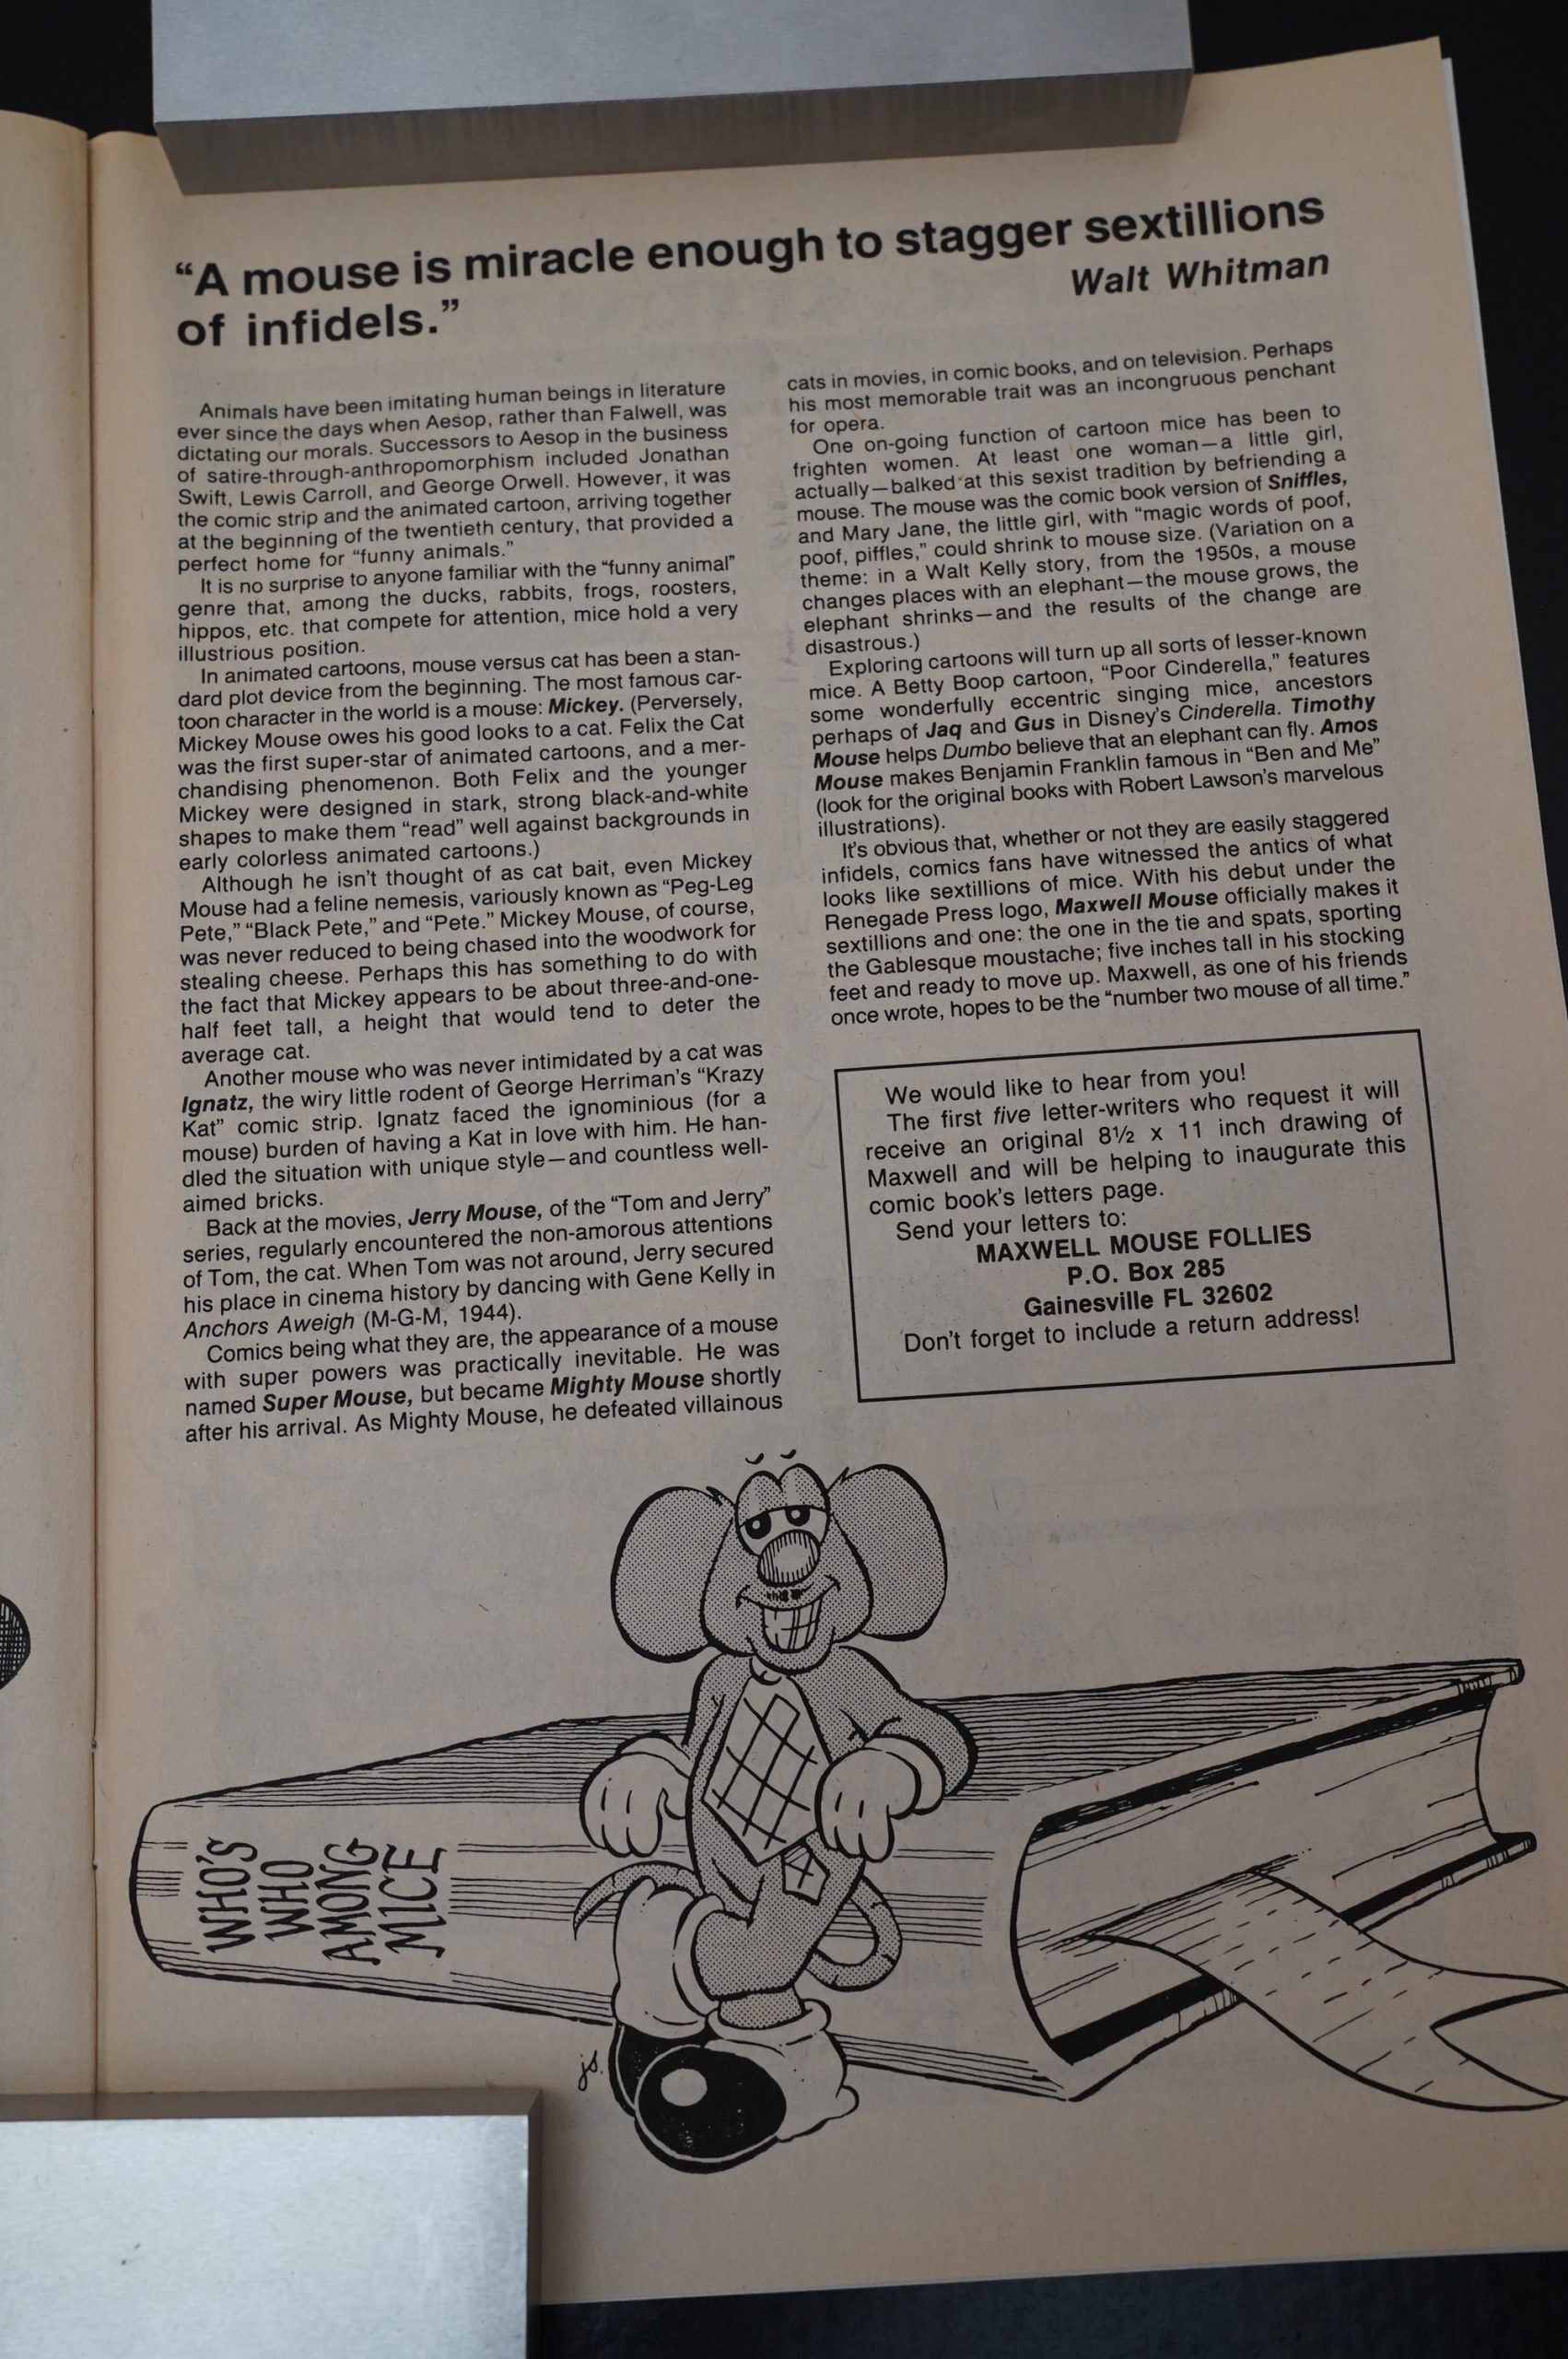 “A mouse is miracle enough to stagger sextillions
of infidels.”
Walt Whitman
Animals have been imitating human beings in literature
ever since the days when Aesop, rather than Falwell, was
dictating our morals. Successors to Aesop in the business
of satire-through-anthropomorphism included Jonathan
Swift, Lewis Carroll, and George Orwell. However, it was
the comic strip and the animated cartoon, arriving together
at the beginning of the twentieth century, that provided a
perfect home for “funny animals.”
It is no surprise to anyone familiar with the “funny animal”
genre that, among the ducks, rabbits, frogs, roosters,
hippos, etc. that compete for attention, mice hold a very
illustrious position.
In animated cartoons, mouse versus cat has been a stan-
dard plot device from the beginning. The most famous car-
toon character in the world is a mouse: Mickey. (Perversely,
Mickey Mouse owes his good looks to a cat. Felix the Cat
was the first super-star of animated cartoons, and a mer-
chandising phenomenon. Both Felix and the younger
Mickey were designed in stark, strong black-and-white
shapes to make them “read” well against backgrounds in
early colorless animated cartoons.)
Although he isn’t thought of as cat bait, even Mickey
Mouse had a feline nemesis, variously known as “Peg-Leg
Pete,” “Black Pete,” and “Pete.” Mickey Mouse, of course,
was never reduced to being chased into the woodwork for
stealing cheese. Perhaps this has something to do with
the fact that Mickey appears to be about three-and-one-
half feet tall, a height that would tend to deter the
average cat.
Another mouse who was never intimidated by a cat was
Ignatz, the wiry little rodent of George Herriman’s “Krazy
Kat” comic strip. Ignatz faced the ignominious (for a
mouse) burden of having a Kat in love with him. He han-
dled the situation with unique style—and countless well-
aimed bricks.
Back at the movies, Jerry Mouse, of the “Tom and Jerry”
series, regularly encountered the non-amorous attentions
of Tom, the cat. When Tom was not around, Jerry secured
his place in cinema history by dancing with Gene Kelly in
Anchors Aweigh (M-G-M, 1944).
Comics being what they are, the appearance of a mouse
with super powers was practically inevitable. He was
named Super Mouse, but became Mighty Mouse shortly
after his arrival. As Mighty Mouse, he defeated villainous
cats in movies, in comic books, and on television. Perhaps
his most memorable trait was an incongruous penchant
for opera.
One on-going function of cartoon mice has been to
frighten women. At least one woman—a little girl,
actually—balked at this sexist tradition by befriending a
mouse. The mouse was the comic book version of Sniffles,
and Mary Jane, the little girl, with “magic words of poof,
poof, piffles,” could shrink to mouse size. (Variation on a
theme: in a Walt Kelly story, from the 1950s, a mouse
changes places with an elephant—the mouse grows, the
elephant shrinks—and the results of the change are
disastrous.)
Exploring cartoons will turn up all sorts of lesser-known
mice. A Betty Boop cartoon, “Poor Cinderella,” features
some wonderfully eccentric singing mice, ancestors
perhaps of Jaq and Gus in Disney’s Cinderella. Timothy
Mouse helps Dumbo believe that an elephant can fly. Amos
Mouse makes Benjamin Franklin famous in “Ben and Me”
(look for the original books with Robert Lawson’s marvelous
illustrations).
It’s obvious that, whether or not they are easily staggered
infidels, comics fans have witnessed the antics of what
looks like sextillions of mice. With his debut under the
Renegade Press logo, Maxwell Mouse officially makes it
sextillions and one: the one in the tie and spats, sporting
the Gablesque moustache; five inches tall in his stocking
feet and ready to move up. Maxwell, as one of his friends
once wrote, hopes to be the “number two mouse of all time.”
We would like to hear from you!
The first five letter-writers who request it will
receive an original 8½ x 11 inch drawing of
Maxwell and will be helping to inaugurate this
comic book’s letters page.
Send your letters to:
MAXWELL MOUSE FOLLIES
P.O. Box 285
Gainesville FL 32602
Don’t forget to include a return address!
WHO’S
WHO
AMONG
MICE
js.